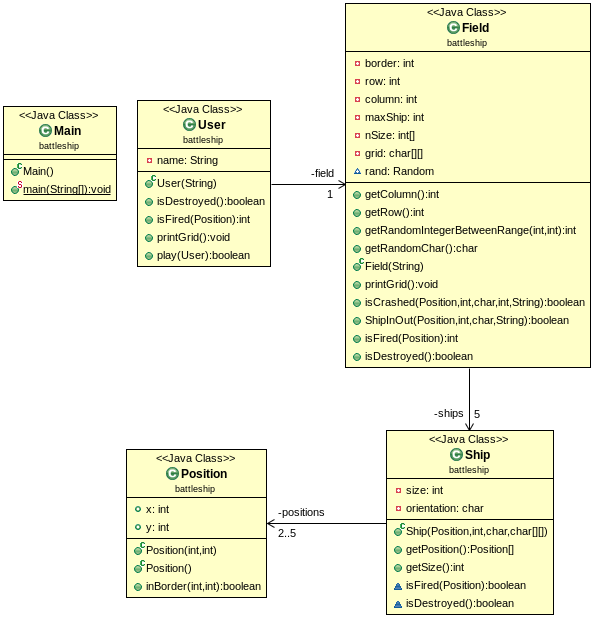 <<Java Class>>
Main
battleship
Main()
main(String[]):void
<<Java Class>>
User
battleship
name: String
User(String)
isDestroyed():boolean
isFired(Position):int
printGrid():void
play(User):boolean
-field
1
<<Java Class>>
Field
battleship
border: int
row: int
column: int
maxShip: int
nSize: int[]
grid: char[][]
rand: Random
getColumn():int
getRow():int
getRandomIntegerBetweenRange(int,int):int
getRandomChar():char
Field(String)
printGrid():void
isCrashed(Position,int,char,int,String):boolean
ShipInOut(Position,int,char,String):boolean
isFired(Position):int
isDestroyed():boolean
-ships
5
<<Java Class>>
Position
battleship
x: int
y: int
Position(int,int)
Position()
inBorder(int,int):boolean
-positions
2..5
<<Java Class>>
Ship
battleship
size: int
orientation: char
Ship(Position,int,char,char[][])
getPosition():Position[]
getSize():int
isFired(Position):boolean
isDestroyed():boolean